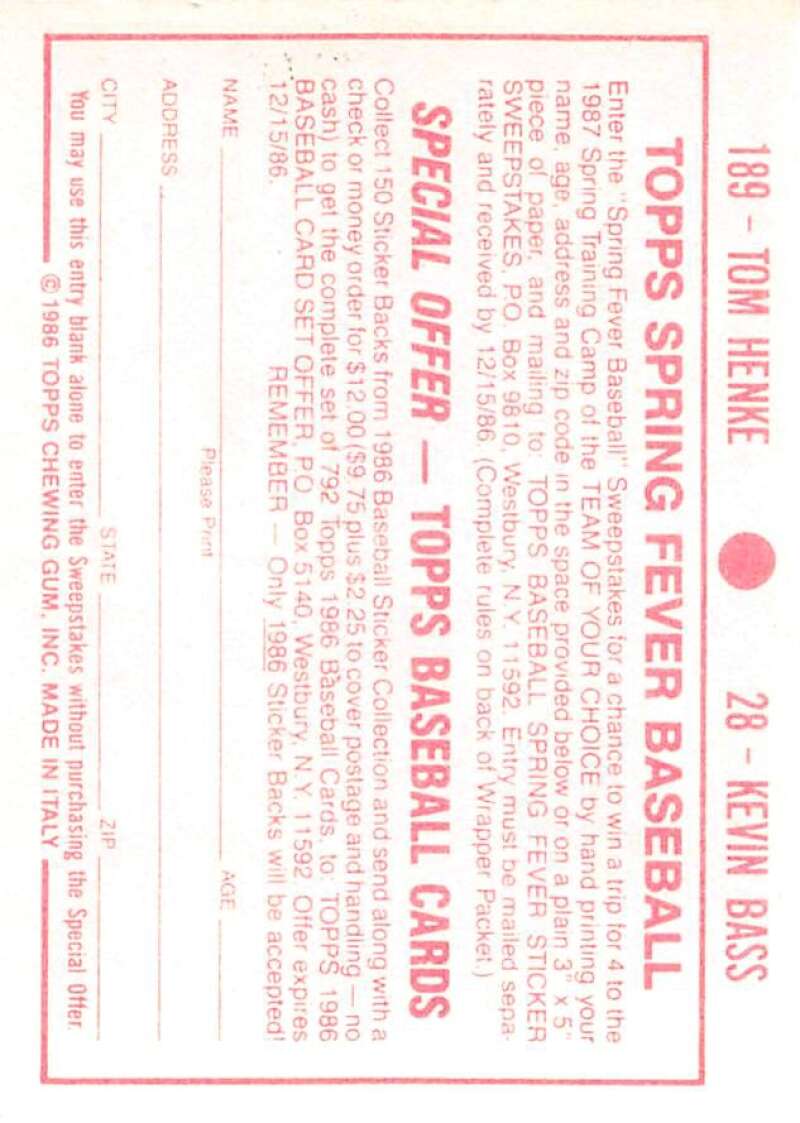 189 - TOM HENKE 28 - KEVIN BASS
TOPPS SPRING FEVER BASEBALL
Enter the "Spring Fever Baseball" Sweepstakes for a chance to win a trip for 4 to the
1987 Spring Training Camp of the TEAM OF YOUR CHOICE by hand printing your
name, age, address and zip code in the space provided below or on a plain 3" x 5"
piece of paper, and mailing to: TOPPS BASEBALL SPRING FEVER STICKER
SWEEPSTAKES, P.O. Box 9610, Westbury, N.Y. 11592. Entry must be mailed sepa-
rately and received by 12/15/86. (Complete rules on back of Wrapper Packet.)
SPECIAL OFFER — TOPPS BASEBALL CARDS
Collect 150 Sticker Backs from 1986 Baseball Sticker Collection and send along with a
check or money order for $12.00 ($9.75 plus $2.25 to cover postage and handling — no
cash) to get the complete set of 792 Topps 1986 Baseball Cards, to: TOPPS 1986
BASEBALL CARD SET OFFER, P.O. Box 5140, Westbury, N.Y. 11592. Offer expires
12/15/86. REMEMBER — Only 1986 Sticker Backs will be accepted!
NAME AGE
Please Print
ADDRESS
CITY STATE ZIP
You may use this entry blank alone to enter the Sweepstakes without purchasing the Special Offer.
© 1986 TOPPS CHEWING GUM, INC. MADE IN ITALY